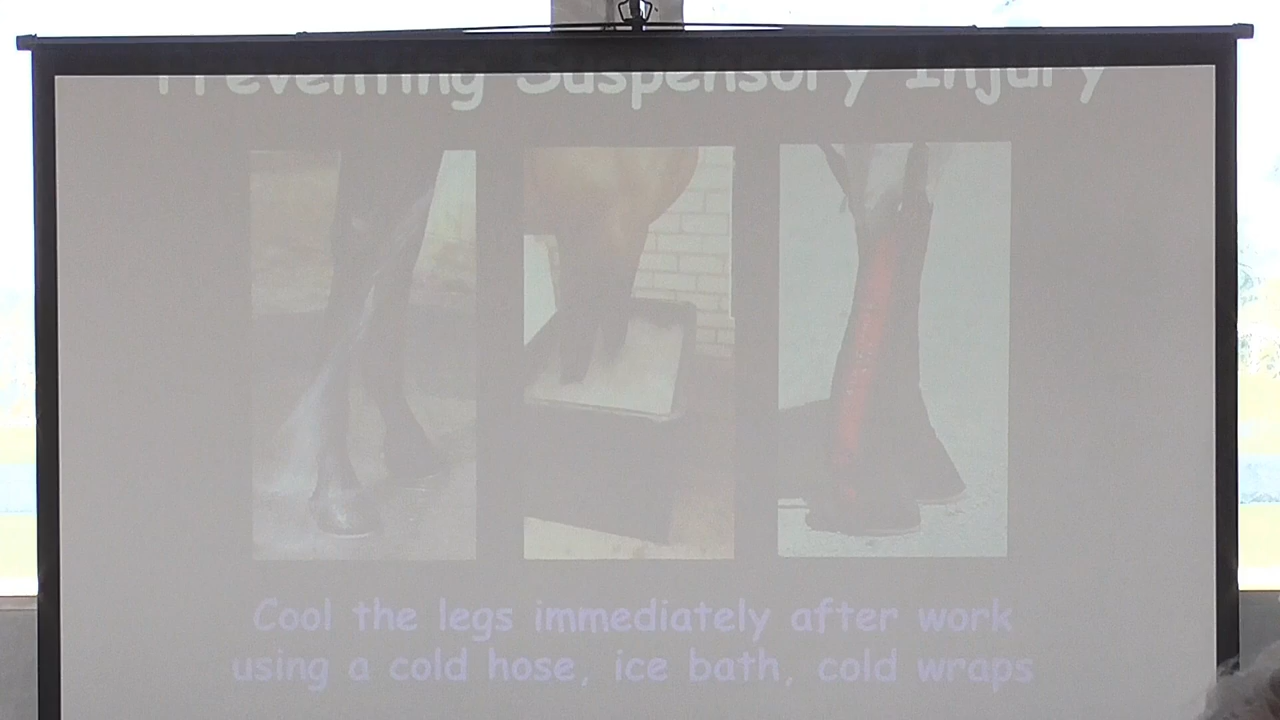 Preventing Suspensory Injury
Cool the legs immediately after work
using a cold hose, ice bath, cold wraps